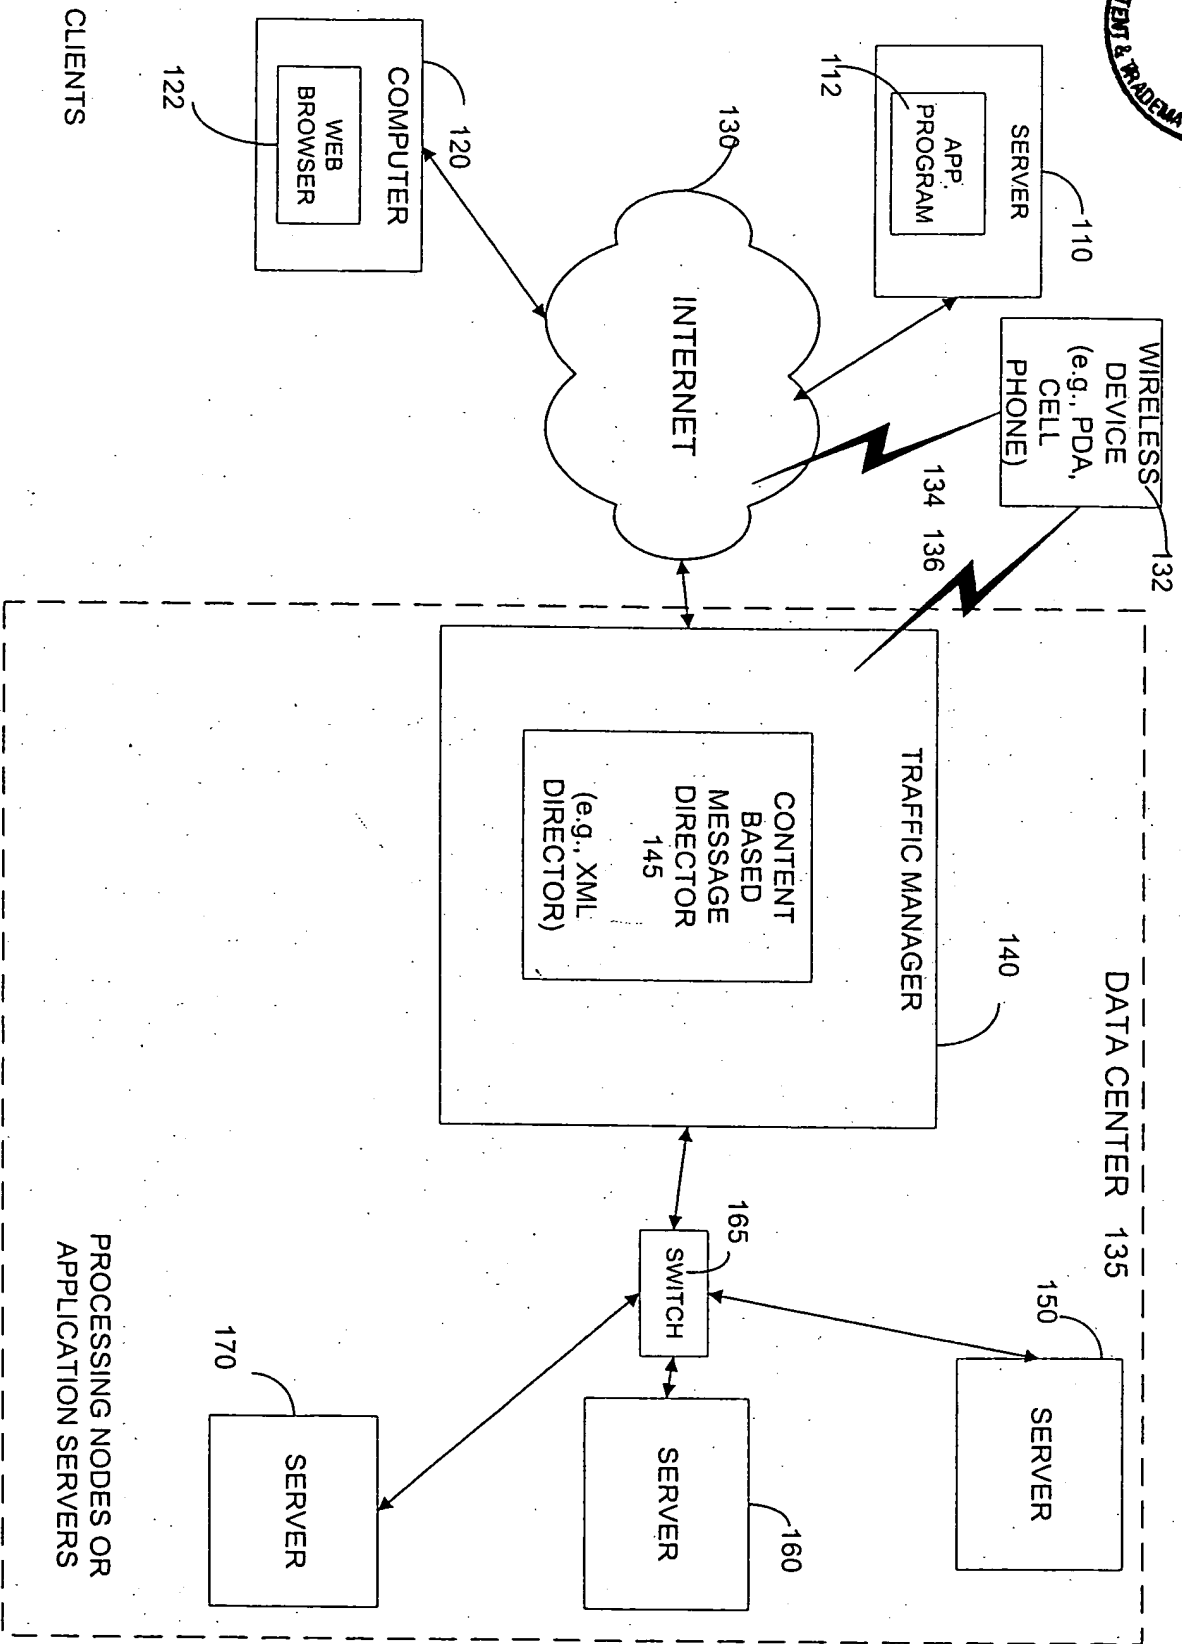 TENT & TRADEMA
SERVER
110
APP.
PROGRAM
112
WIRELESS
DEVICE
(e.g., PDA,
CELL
PHONE)
132
134
136
130
INTERNET
120
COMPUTER
WEB
BROWSER
122
CLIENTS
DATA CENTER 135
140
TRAFFIC MANAGER
CONTENT
BASED
MESSAGE
DIRECTOR
145
(e.g., XML
DIRECTOR)
165
SWITCH
150
SERVER
160
SERVER
170
SERVER
PROCESSING NODES OR
APPLICATION SERVERS